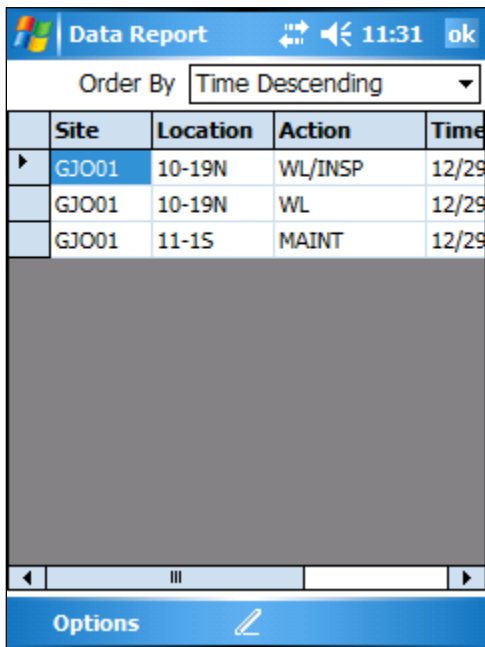 Data Report 11:31 ok
Order By Time Descending
Site Location Action Time
GJO01 10-19N WL/INSP 12/29
GJO01 10-19N WL 12/29
GJO01 11-1S MAINT 12/29
Options